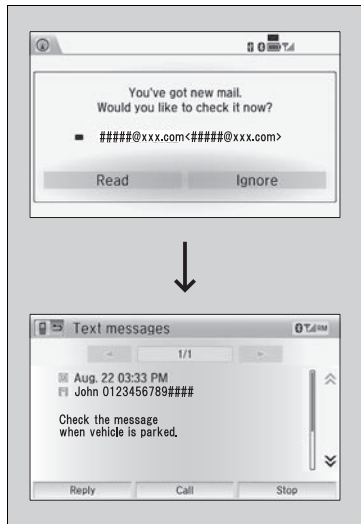 You've got new mail.
Would you like to check it now?
#####@xxx.com<#####@xxx.com>
Read Ignore
Text messages
1/1
Aug. 22 03:33 PM
John 0123456789####
Check the message
when vehicle is parked.
Reply Call Stop